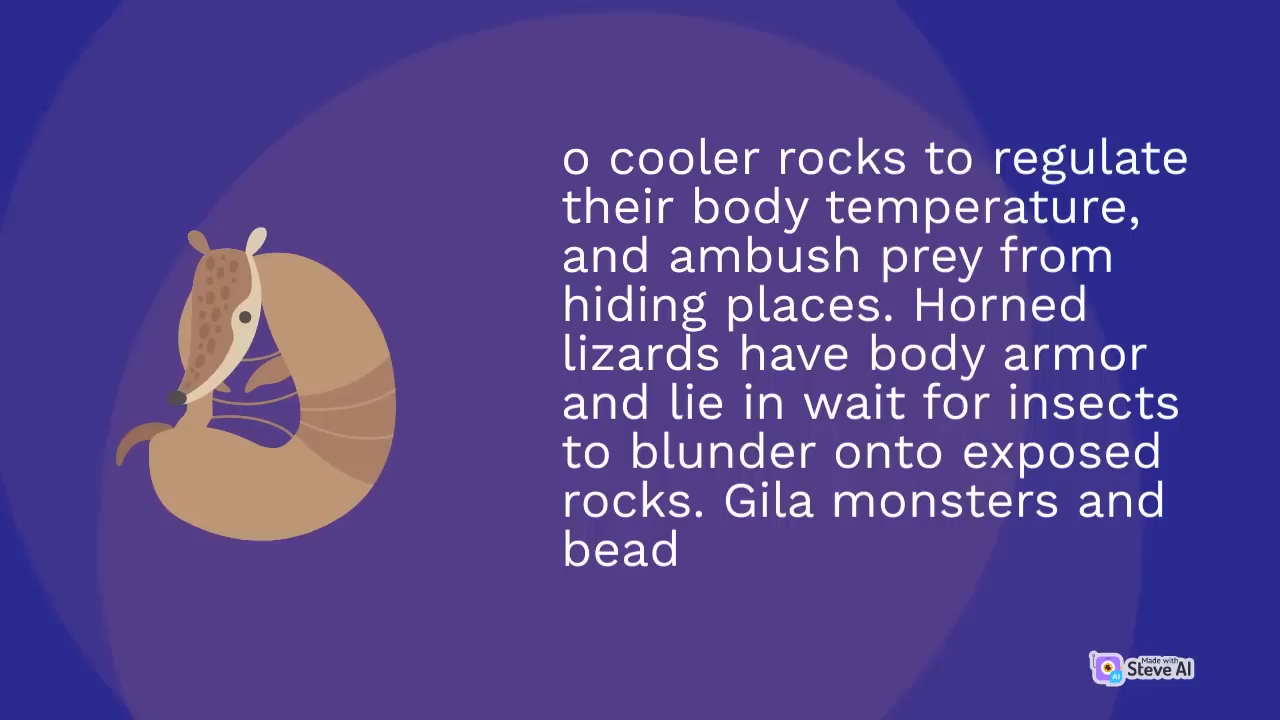 o cooler rocks to regulate
their body temperature,
and ambush prey from
hiding places. Horned
lizards have body armor
and lie in wait for insects
to blunder onto exposed
rocks. Gila monsters and
bead
Made with
Steve AI
AI